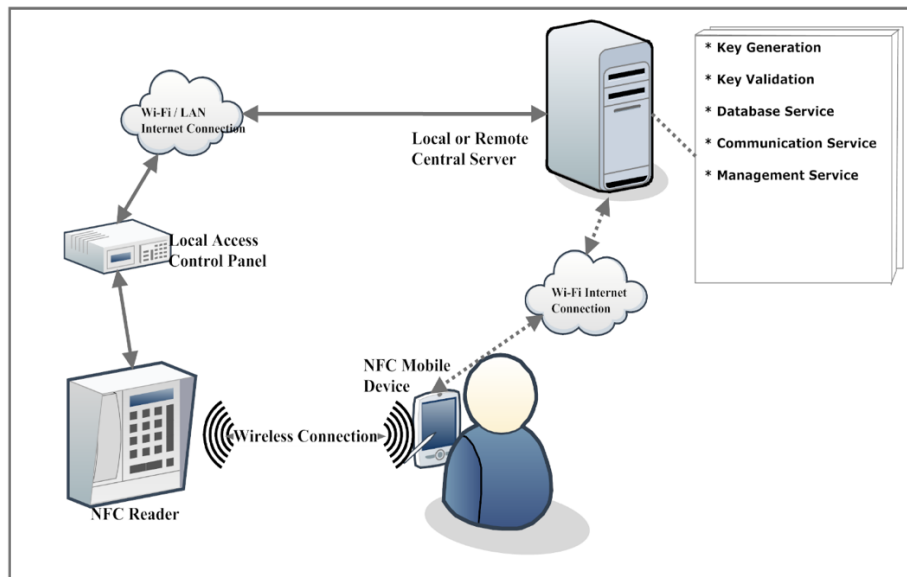 * Key Generation
* Key Validation
* Database Service
* Communication Service
* Management Service
Wi-Fi / LAN
Internet Connection
Local or Remote
Central Server
Local Access
Control Panel
Wi-Fi Internet
Connection
NFC Mobile
Device
Wireless Connection
NFC Reader